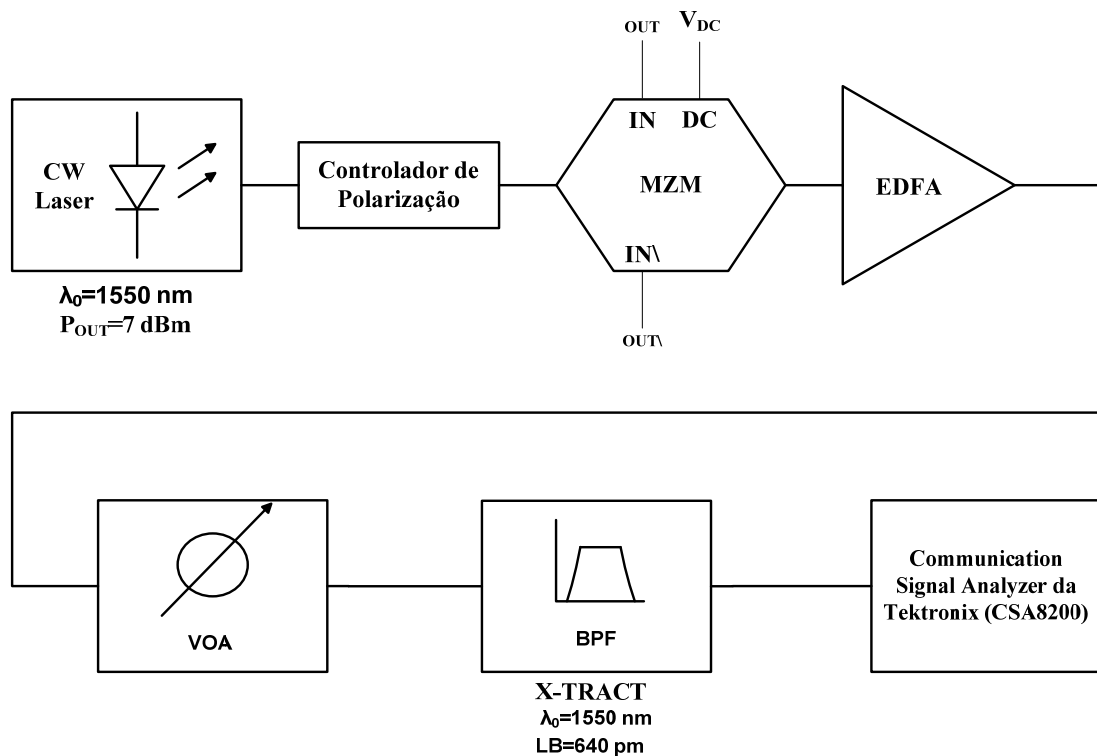 OUT
V_DC
CW
Laser
Controlador de
Polarização
IN DC
MZM
IN\
OUT\
EDFA
λ₀=1550 nm
P_OUT=7 dBm
VOA
BPF
Communication
Signal Analyzer da
Tektronix (CSA8200)
X-TRACT
λ₀=1550 nm
LB=640 pm